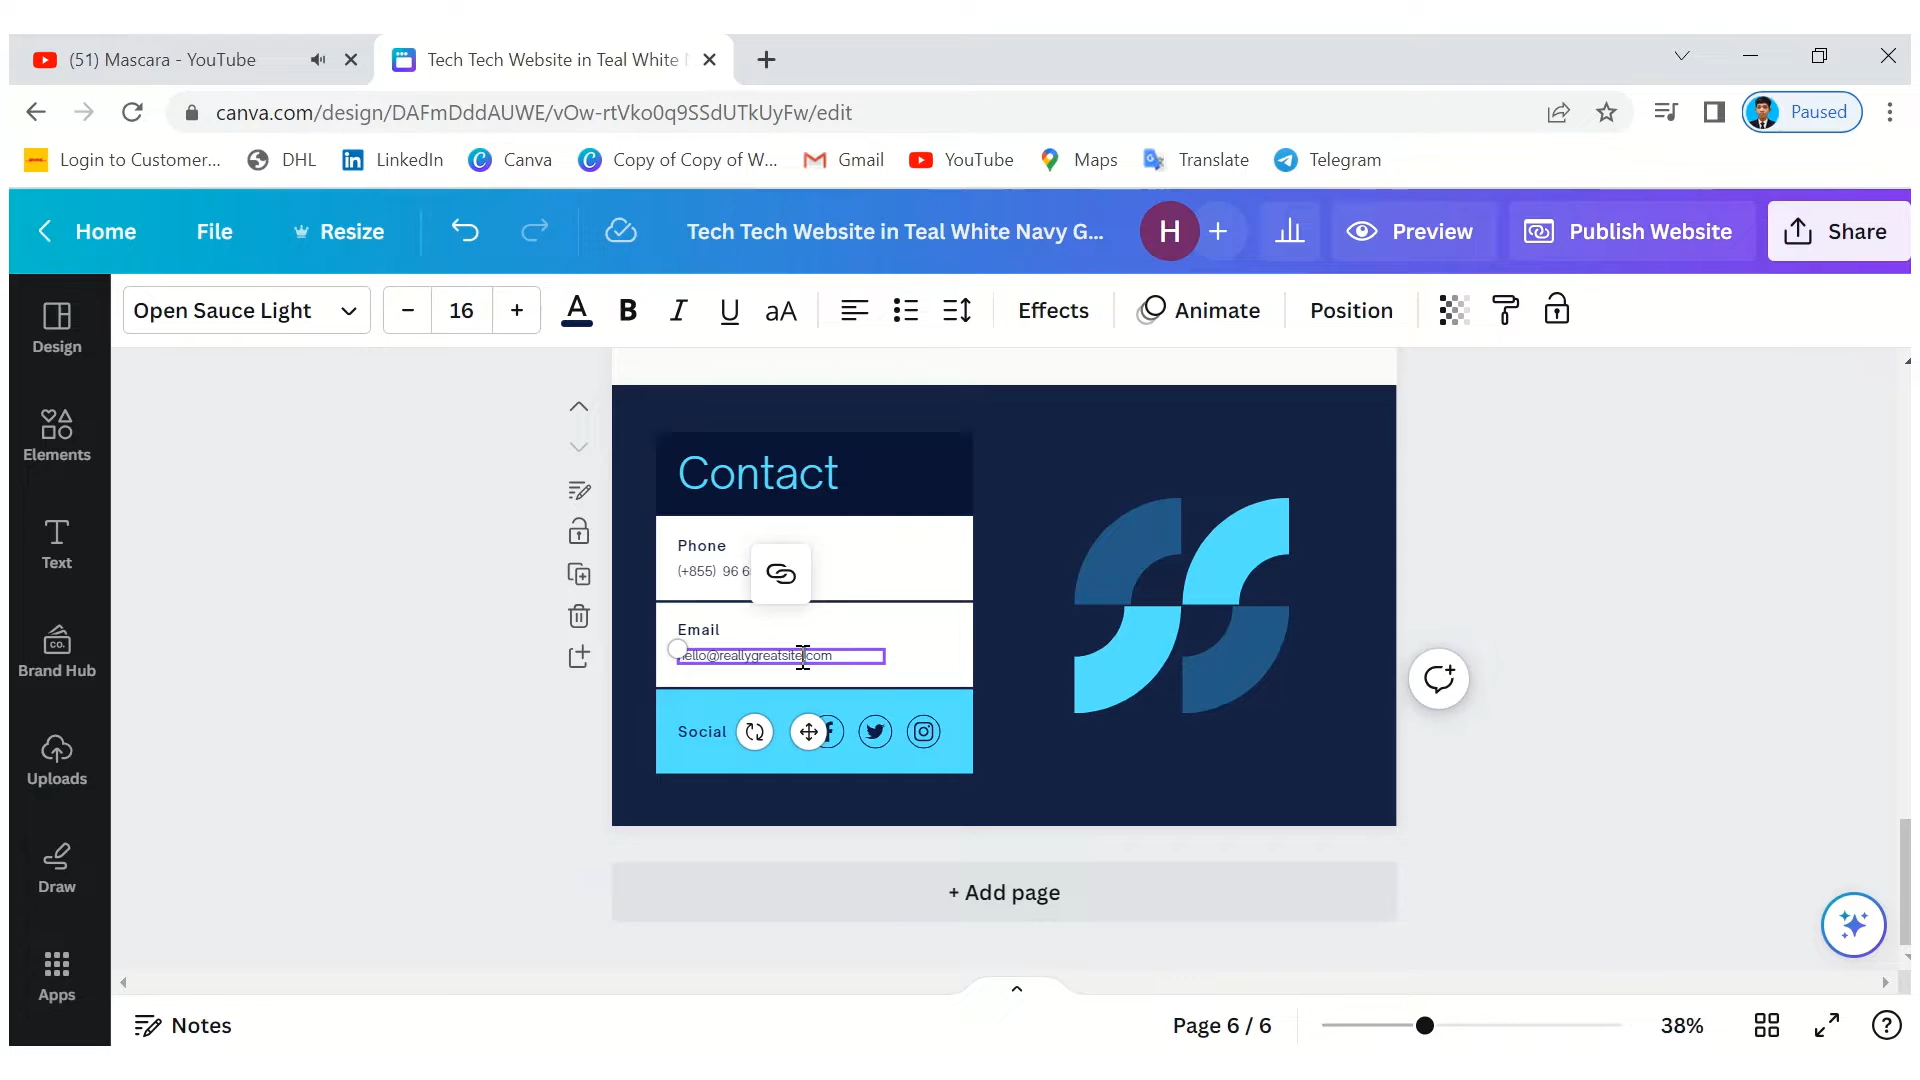 (51) Mascara - YouTube
Tech Tech Website in Teal White
canva.com/design/DAFmDddAUWE/vOw-rtVko0q9SSdUTkUyFw/edit
Paused
Login to Customer...
DHL
LinkedIn
Canva
Copy of Copy of W...
Gmail
YouTube
Maps
Translate
Telegram
Home
File
Resize
Tech Tech Website in Teal White Navy G...
H
Preview
Publish Website
Share
Open Sauce Light
16
A
B
I
U
aA
Effects
Animate
Position
Design
Elements
Text
Brand Hub
Uploads
Draw
Apps
Contact
Phone
(+855) 96 6
Email
hello@reallygreatsite.com
Social
+ Add page
Notes
Page 6 / 6
38%